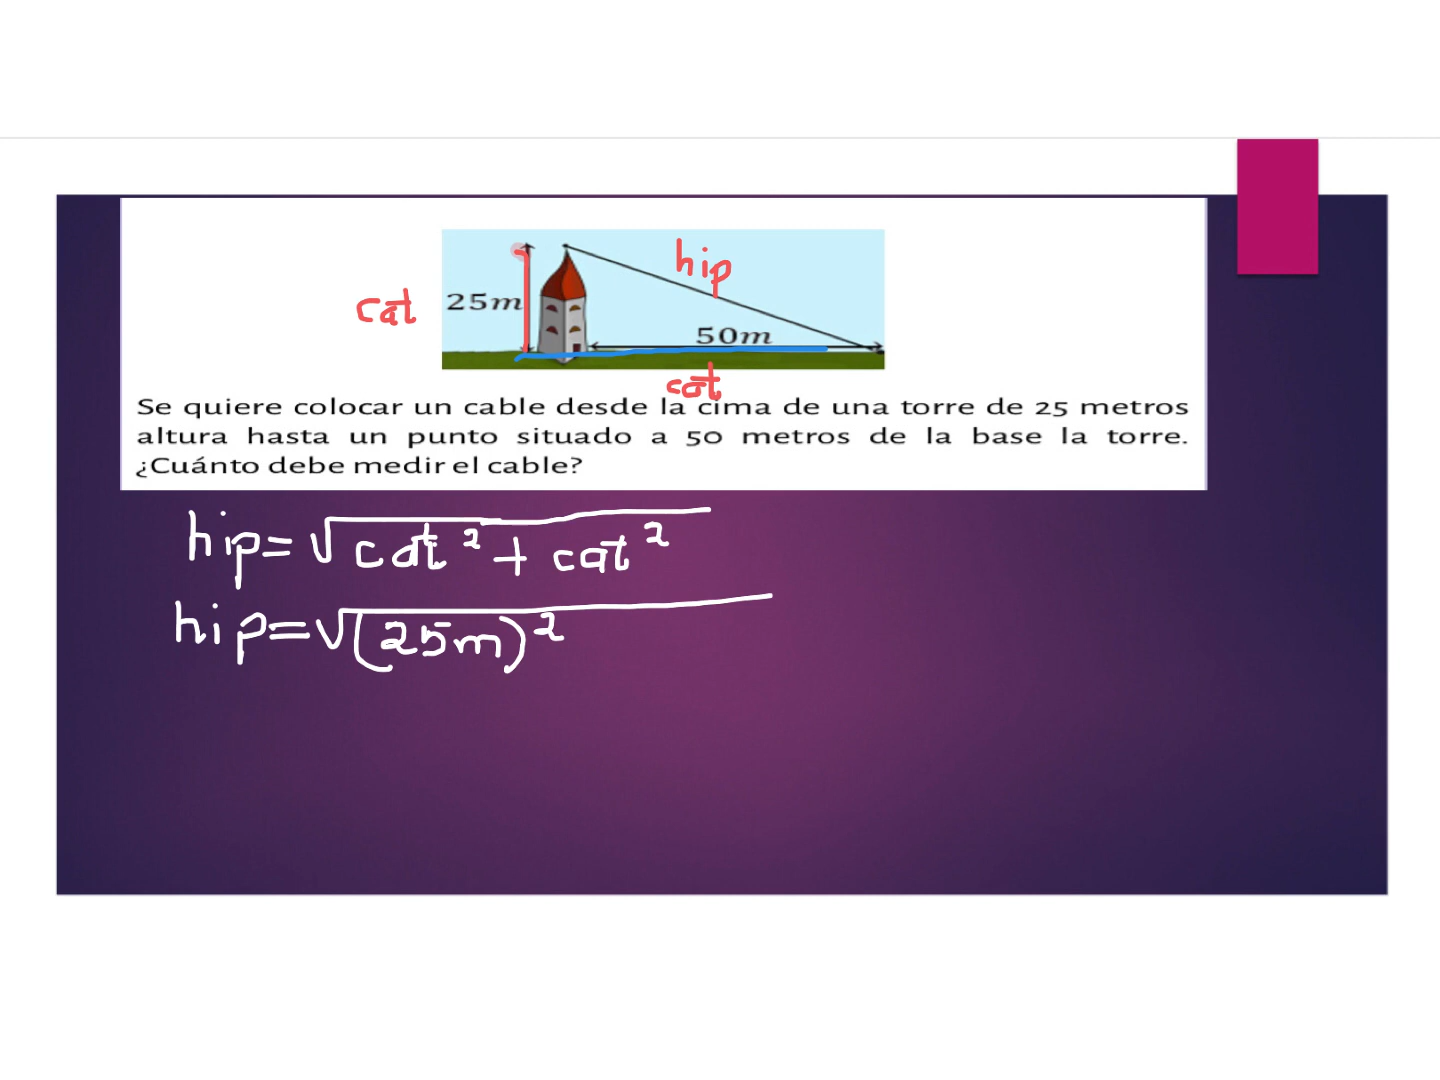 hip
cat
25m
50m
cat
Se quiere colocar un cable desde la cima de una torre de 25 metros
altura hasta un punto situado a 50 metros de la base la torre.
¿Cuánto debe medir el cable?
hip=√cat²+cat²
hip=√(25m)²